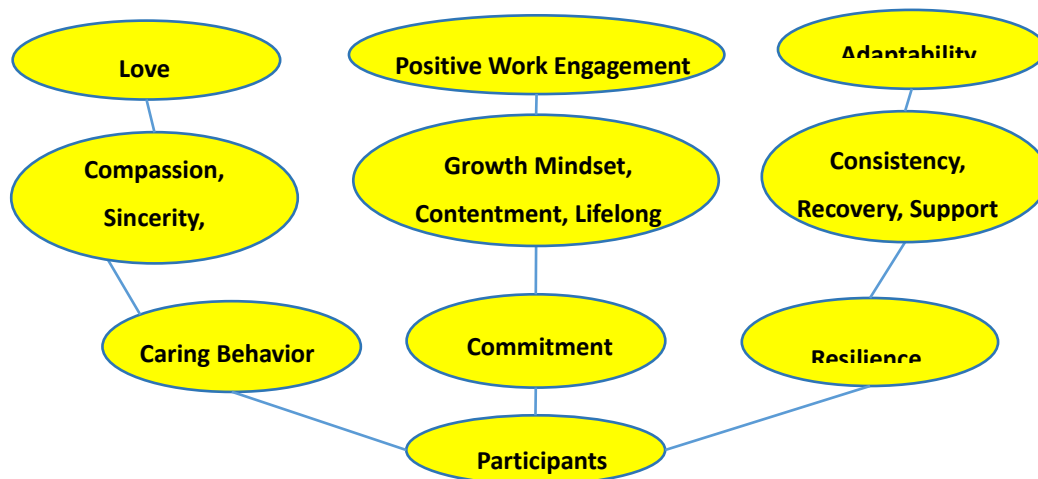 Love
Positive Work Engagement
Adaptability
Compassion,
Sincerity,
Growth Mindset,
Contentment, Lifelong
Consistency,
Recovery, Support
Caring Behavior
Commitment
Resilience
Participants